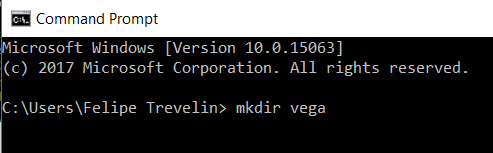 Command Prompt
Microsoft Windows [Version 10.0.15063]
(c) 2017 Microsoft Corporation. All rights reserved.
C:\Users\Felipe Trevelin> mkdir vega